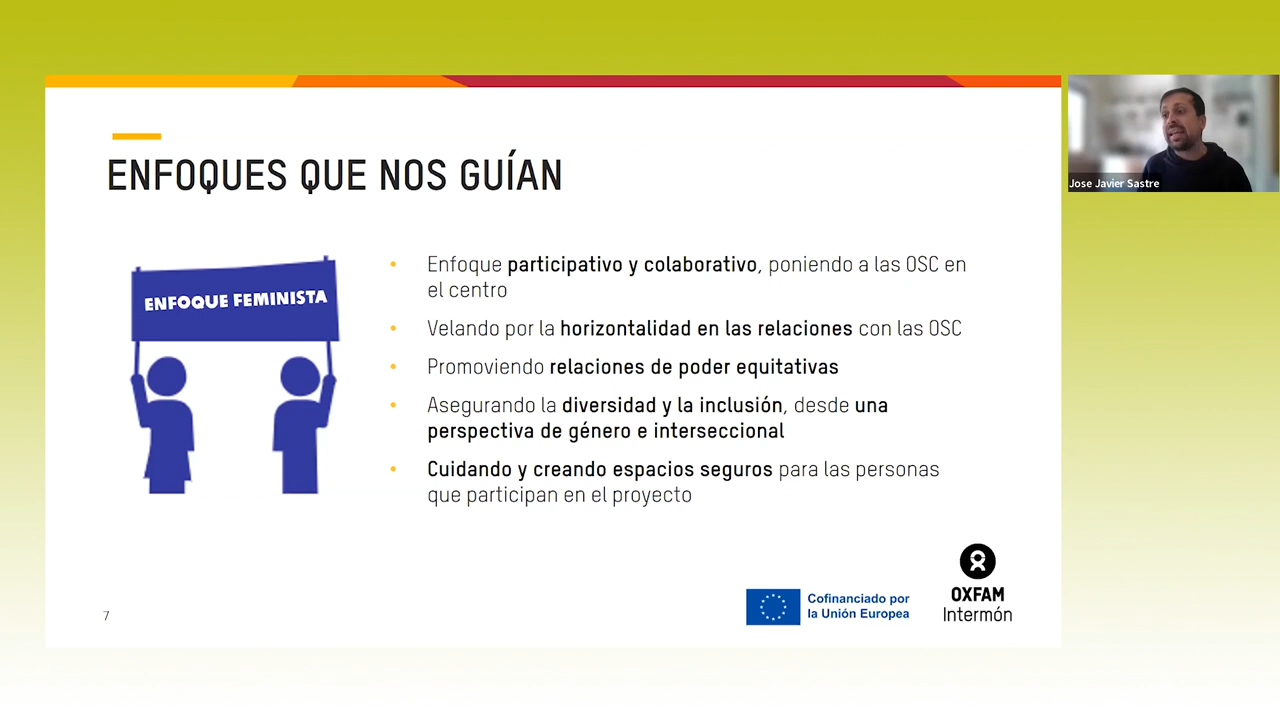 ENFOQUES QUE NOS GUÍAN
ENFOQUE FEMINISTA
• Enfoque participativo y colaborativo, poniendo a las OSC en
el centro
• Velando por la horizontalidad en las relaciones con las OSC
• Promoviendo relaciones de poder equitativas
• Asegurando la diversidad y la inclusión, desde una
perspectiva de género e interseccional
• Cuidando y creando espacios seguros para las personas
que participan en el proyecto
7
Cofinanciado por
la Unión Europea
OXFAM
Intermón
Jose Javier Sastre